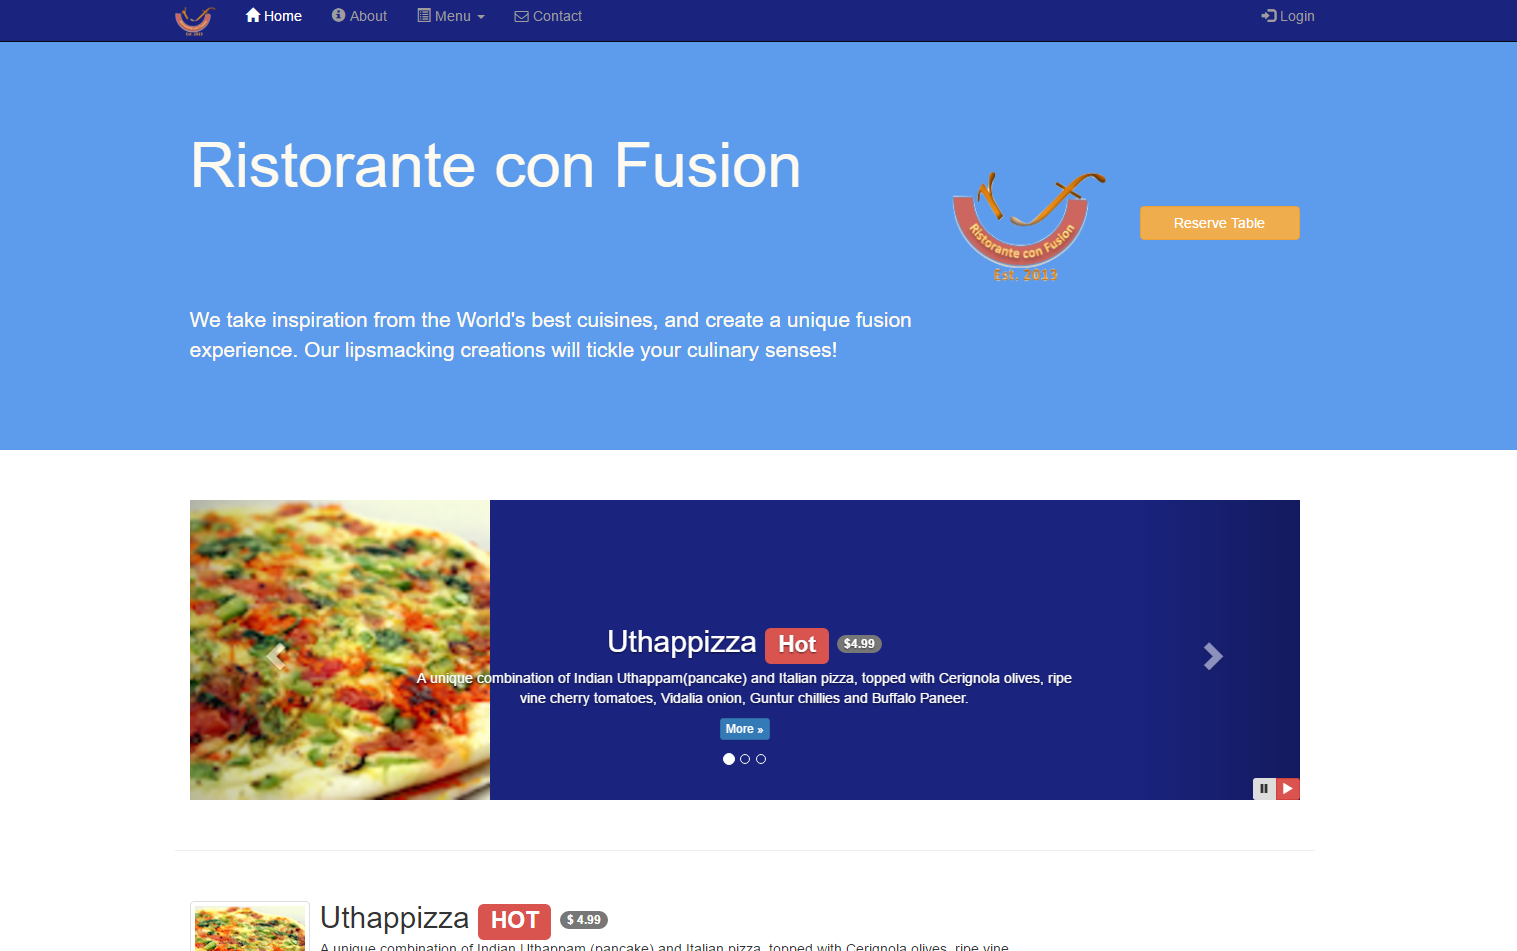 Home
About
Menu
Contact
Login
Ristorante con Fusion
Ristorante con Fusion
Est. 2013
Reserve Table
We take inspiration from the World's best cuisines, and create a unique fusion
experience. Our lipsmacking creations will tickle your culinary senses!
Uthappizza Hot $4.99
A unique combination of Indian Uthappam(pancake) and Italian pizza, topped with Cerignola olives, ripe
vine cherry tomatoes, Vidalia onion, Guntur chillies and Buffalo Paneer.
More »
Uthappizza HOT $ 4.99
A unique combination of Indian Uthappam (pancake) and Italian pizza, topped with Cerignola olives, ripe vine